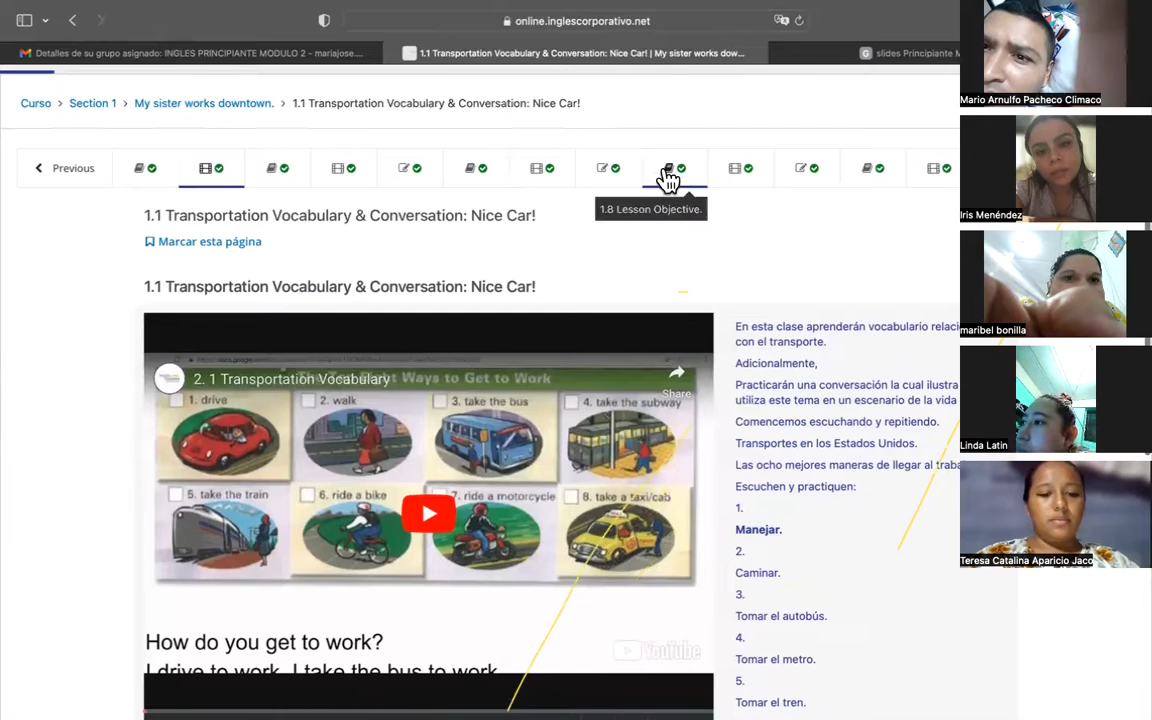 online.inglescorporativo.net
Detalles de su grupo asignado: INGLES PRINCIPIANTE MODULO 2 - mariajose....
1.1 Transportation Vocabulary & Conversation: Nice Car! | My sister works dow...
G slides Principiante M
Curso > Section 1 > My sister works downtown. > 1.1 Transportation Vocabulary & Conversation: Nice Car!
Previous
1.8 Lesson Objective.
1.1 Transportation Vocabulary & Conversation: Nice Car!
Marcar esta página
1.1 Transportation Vocabulary & Conversation: Nice Car!
2. 1 Transportation Vocabulary
Ways to Get to Work
Share
1. drive
2. walk
3. take the bus
4. take the subway
5. take the train
6. ride a bike
7. ride a motorcycle
8. take a taxi/cab
How do you get to work?
I drive to work. I take the bus to work.
YouTube
En esta clase aprenderán vocabulario relaci
con el transporte.
Adicionalmente,
Practicarán una conversación la cual ilustra
utiliza este tema en un escenario de la vida
Comencemos escuchando y repitiendo.
Transportes en los Estados Unidos.
Las ocho mejores maneras de llegar al traba
Escuchen y practiquen:
1.
Manejar.
2.
Caminar.
3.
Tomar el autobús.
4.
Tomar el metro.
5.
Tomar el tren.
Mario Arnulfo Pacheco Climaco
Iris Menéndez
maribel bonilla
Linda Latin
Teresa Catalina Aparicio Jaco